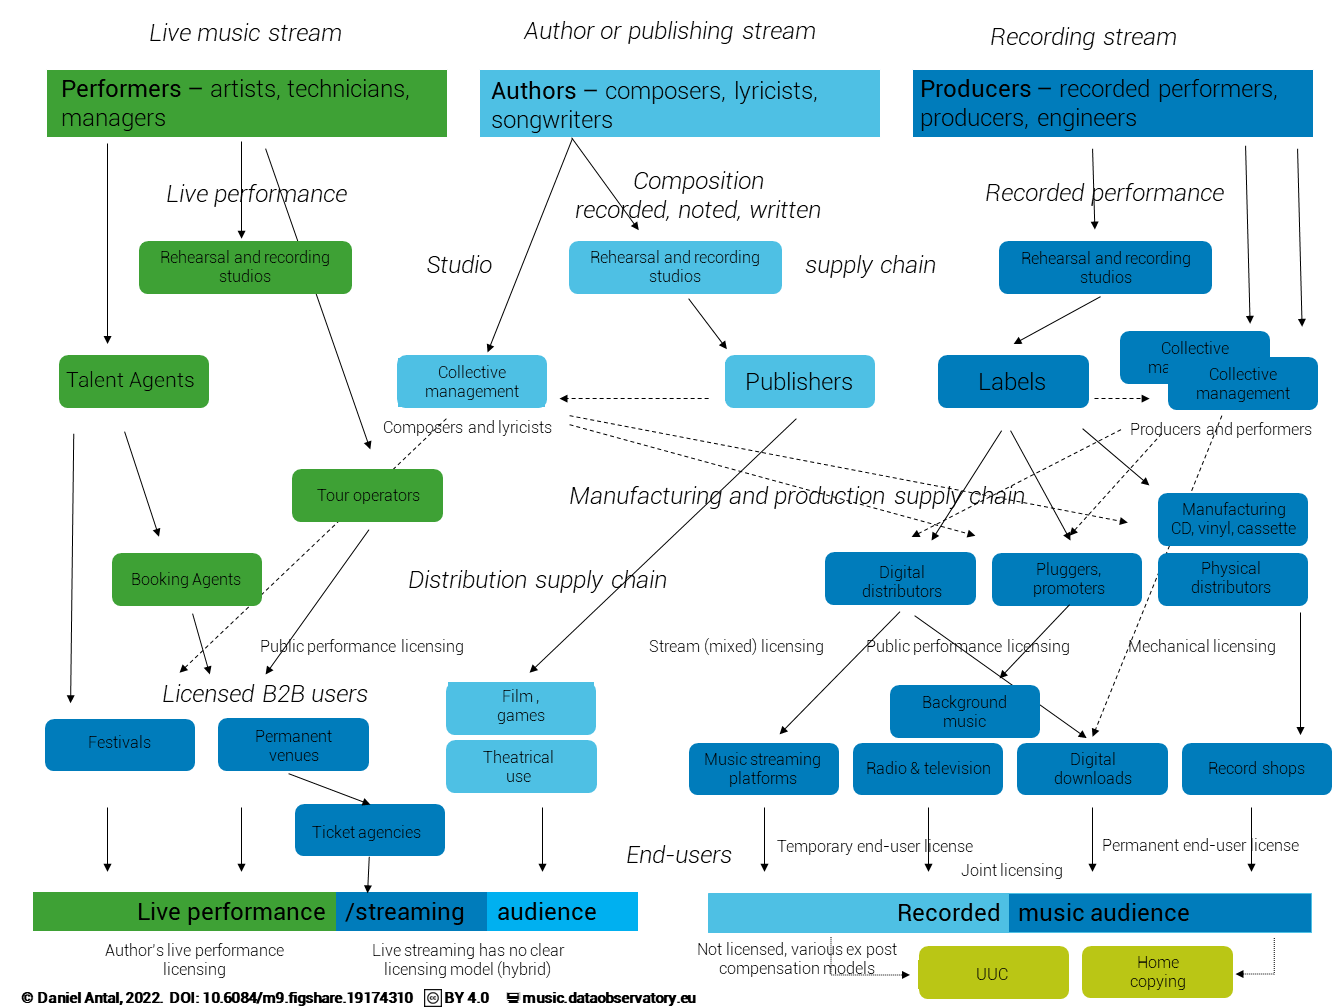 Live music stream
Author or publishing stream
Recording stream
Performers – artists, technicians,
managers
Authors – composers, lyricists,
songwriters
Producers – recorded performers,
producers, engineers
Live performance
Composition
recorded, noted, written
Recorded performance
Rehearsal and recording
studios
Studio
Rehearsal and recording
studios
supply chain
Rehearsal and recording
studios
Talent Agents
Collective
management
Publishers
Labels
Collective
ma
Collective
management
Composers and lyricists
Producers and performers
Tour operators
Manufacturing and production supply chain
Manufacturing
CD, vinyl, cassette
Booking Agents
Distribution supply chain
Digital
distributors
Pluggers,
promoters
Physical
distributors
Public performance licensing
Stream (mixed) licensing
Public performance licensing
Mechanical licensing
Licensed B2B users
Film ,
games
Background
music
Festivals
Permanent
venues
Theatrical
use
Music streaming
platforms
Radio & television
Digital
downloads
Record shops
Ticket agencies
End-users
Temporary end-user license
Joint licensing
Permanent end-user license
Live performance /streaming audience
Recorded music audience
Author's live performance
licensing
Live streaming has no clear
licensing model (hybrid)
Not licensed, various ex post
compensation models
UUC
Home
copying
© Daniel Antal, 2022. DOI: 10.6084/m9.figshare.19174310 cc BY 4.0 music.dataobservatory.eu